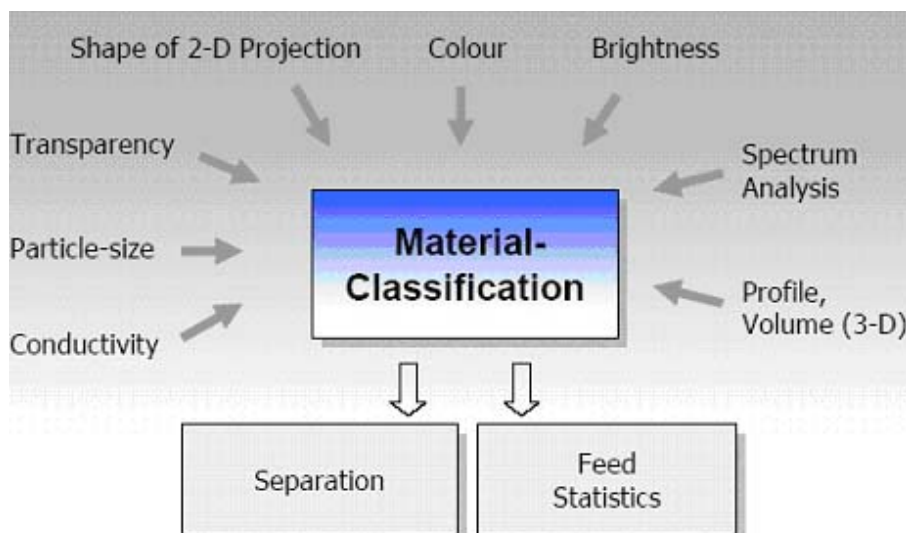 Shape of 2-D Projection
Colour
Brightness
Transparency
Spectrum
Analysis
Particle-size
Material-
Classification
Profile,
Volume (3-D)
Conductivity
Separation
Feed
Statistics